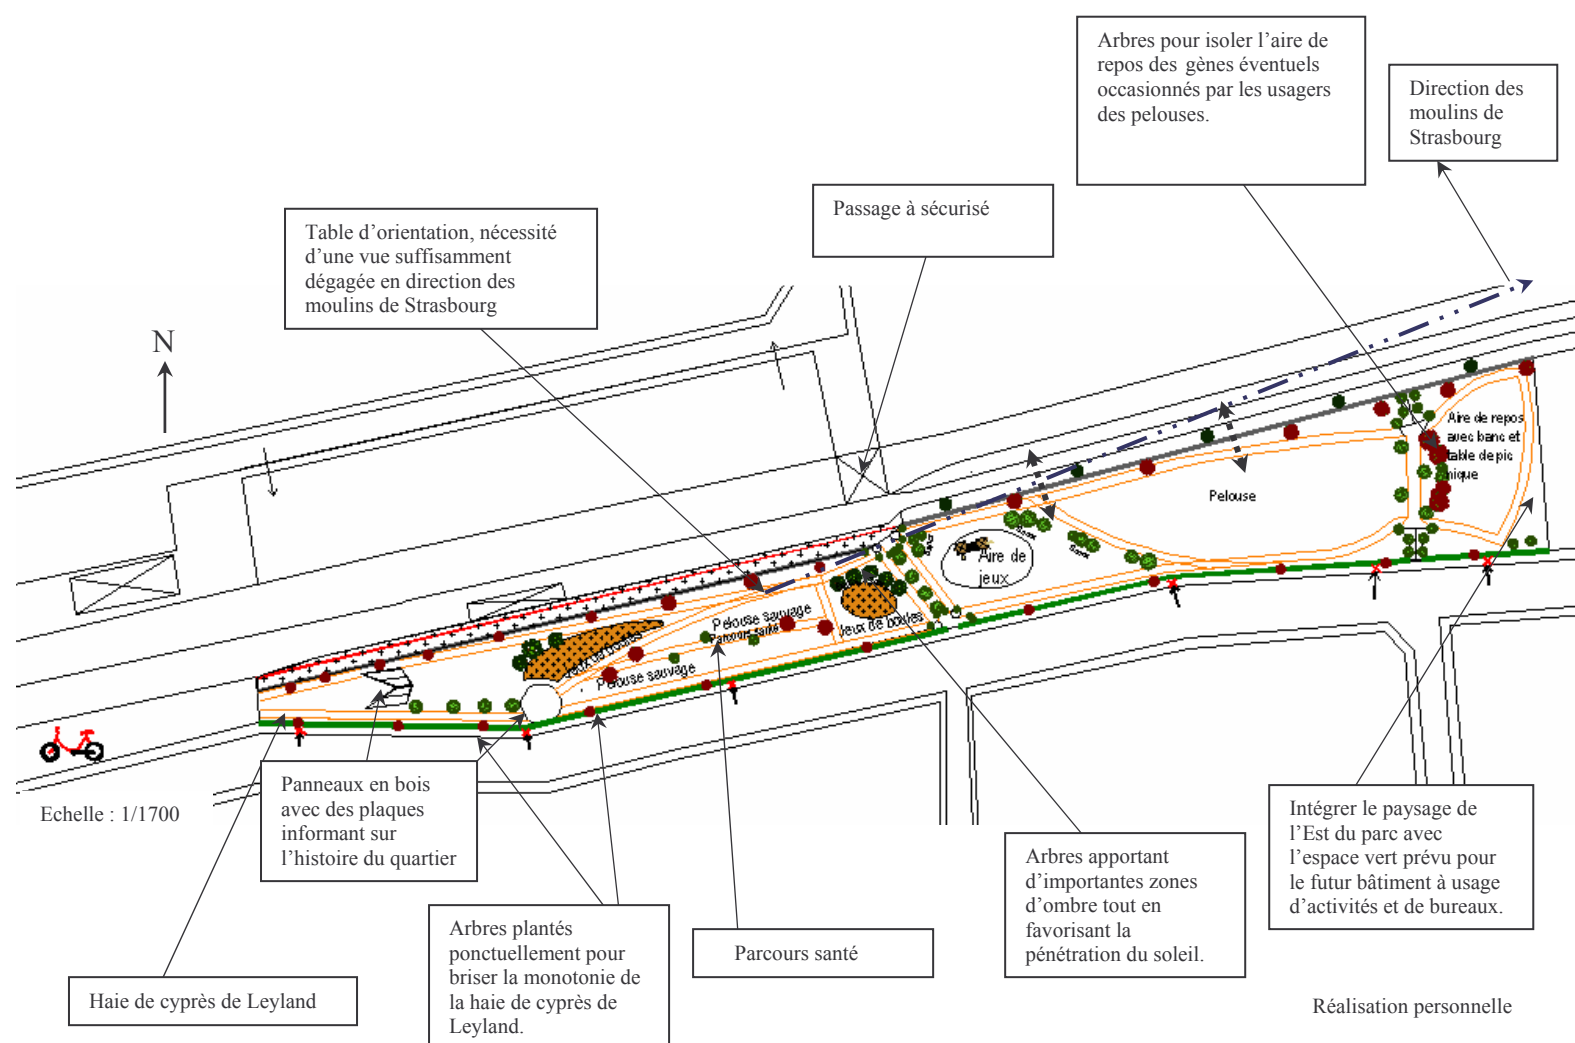 Arbres pour isoler l’aire de
repos des gènes éventuels
occasionnés par les usagers
des pelouses.
Direction des
moulins de
Strasbourg
Passage à sécurisé
Table d’orientation, nécessité
d’une vue suffisamment
dégagée en direction des
moulins de Strasbourg
N
Aire de repos
avec banc et
table de pic
nique
Pelouse
Banx
Banx
Banx
Aire de
jeux
Pelouse sauvage
Parcours santé
Jeux de boules
Jeux de boules
Pelouse sauvage
Echelle : 1/1700
Panneaux en bois
avec des plaques
informant sur
l’histoire du quartier
Intégrer le paysage de
l’Est du parc avec
l’espace vert prévu pour
le futur bâtiment à usage
d’activités et de bureaux.
Arbres apportant
d’importantes zones
d’ombre tout en
favorisant la
pénétration du soleil.
Arbres plantés
ponctuellement pour
briser la monotonie de
la haie de cyprès de
Leyland.
Parcours santé
Haie de cyprès de Leyland
Réalisation personnelle